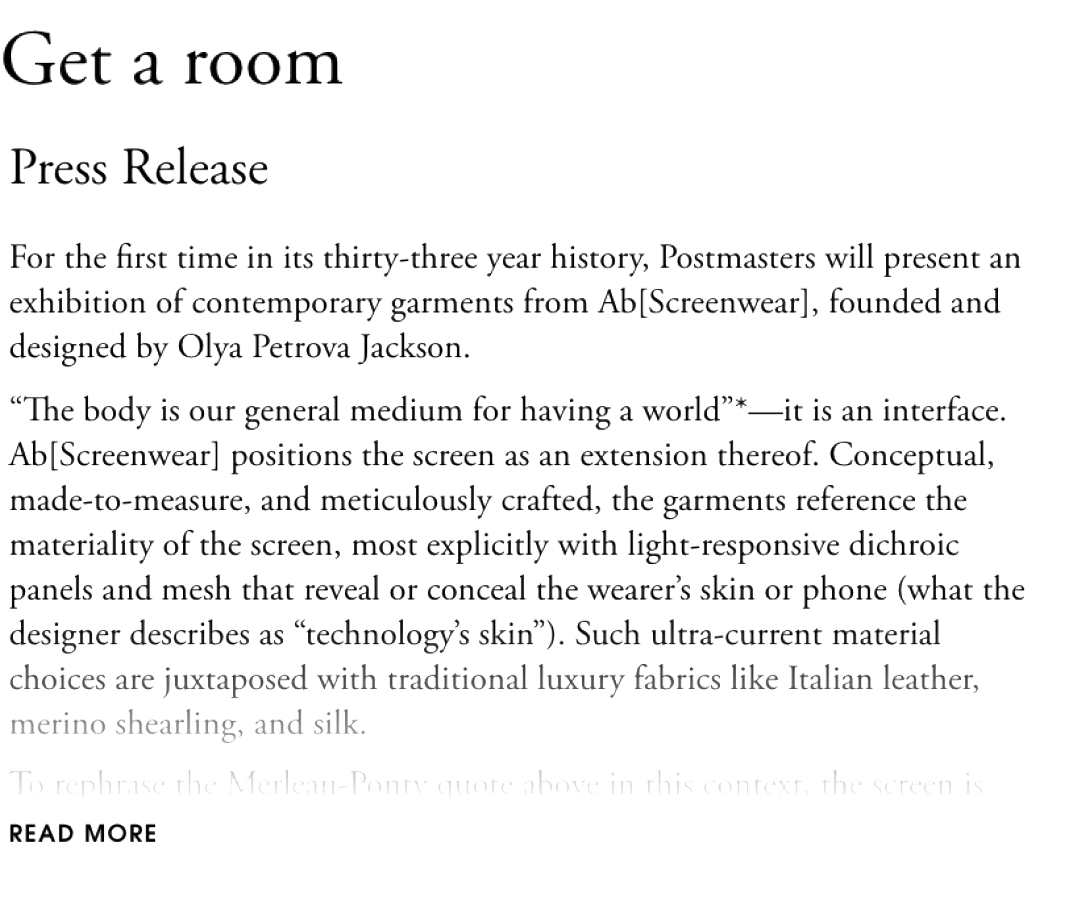 Get a room
Press Release
For the first time in its thirty-three year history, Postmasters will present an
exhibition of contemporary garments from Ab[Screenwear], founded and
designed by Olya Petrova Jackson.
“The body is our general medium for having a world”*—it is an interface.
Ab[Screenwear] positions the screen as an extension thereof. Conceptual,
made-to-measure, and meticulously crafted, the garments reference the
materiality of the screen, most explicitly with light-responsive dichroic
panels and mesh that reveal or conceal the wearer’s skin or phone (what the
designer describes as “technology’s skin”). Such ultra-current material
choices are juxtaposed with traditional luxury fabrics like Italian leather,
merino shearling, and silk.
To rephrase the Merleau-Ponty quote above in this context, the screen is
READ MORE